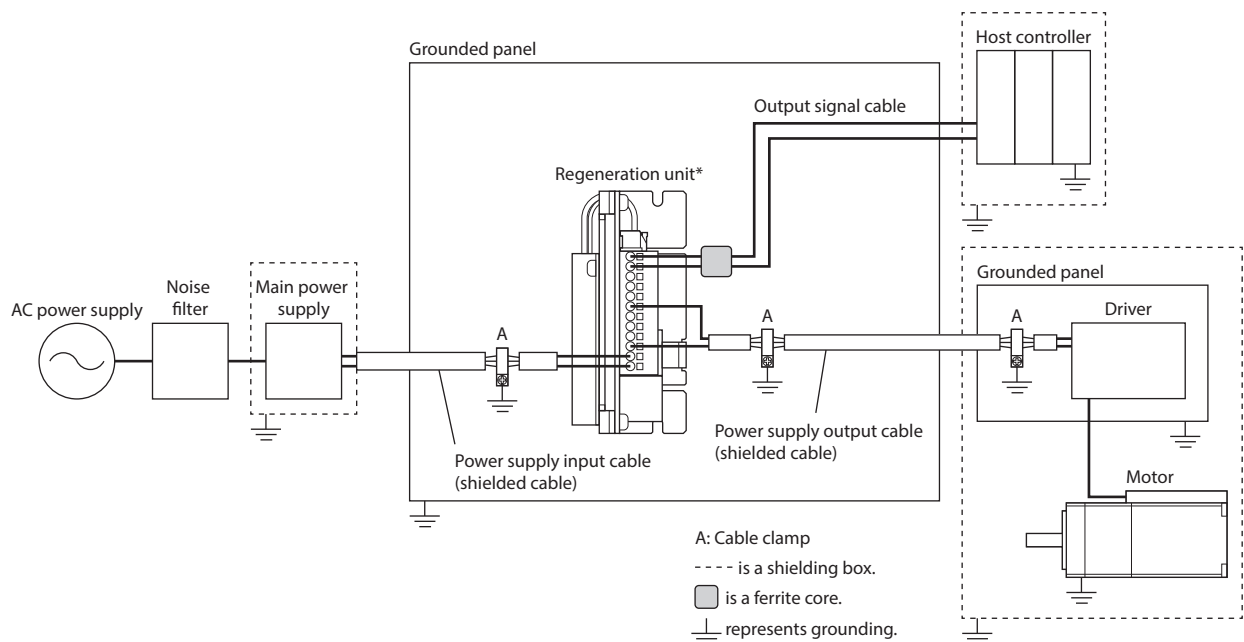 Host controller
Grounded panel
Output signal cable
Regeneration unit*
Grounded panel
Noise
filter
Main power
supply
AC power supply
A
A
A
Driver
Power supply output cable
(shielded cable)
Power supply input cable
(shielded cable)
Motor
A: Cable clamp
---- is a shielding box.
is a ferrite core.
represents grounding.